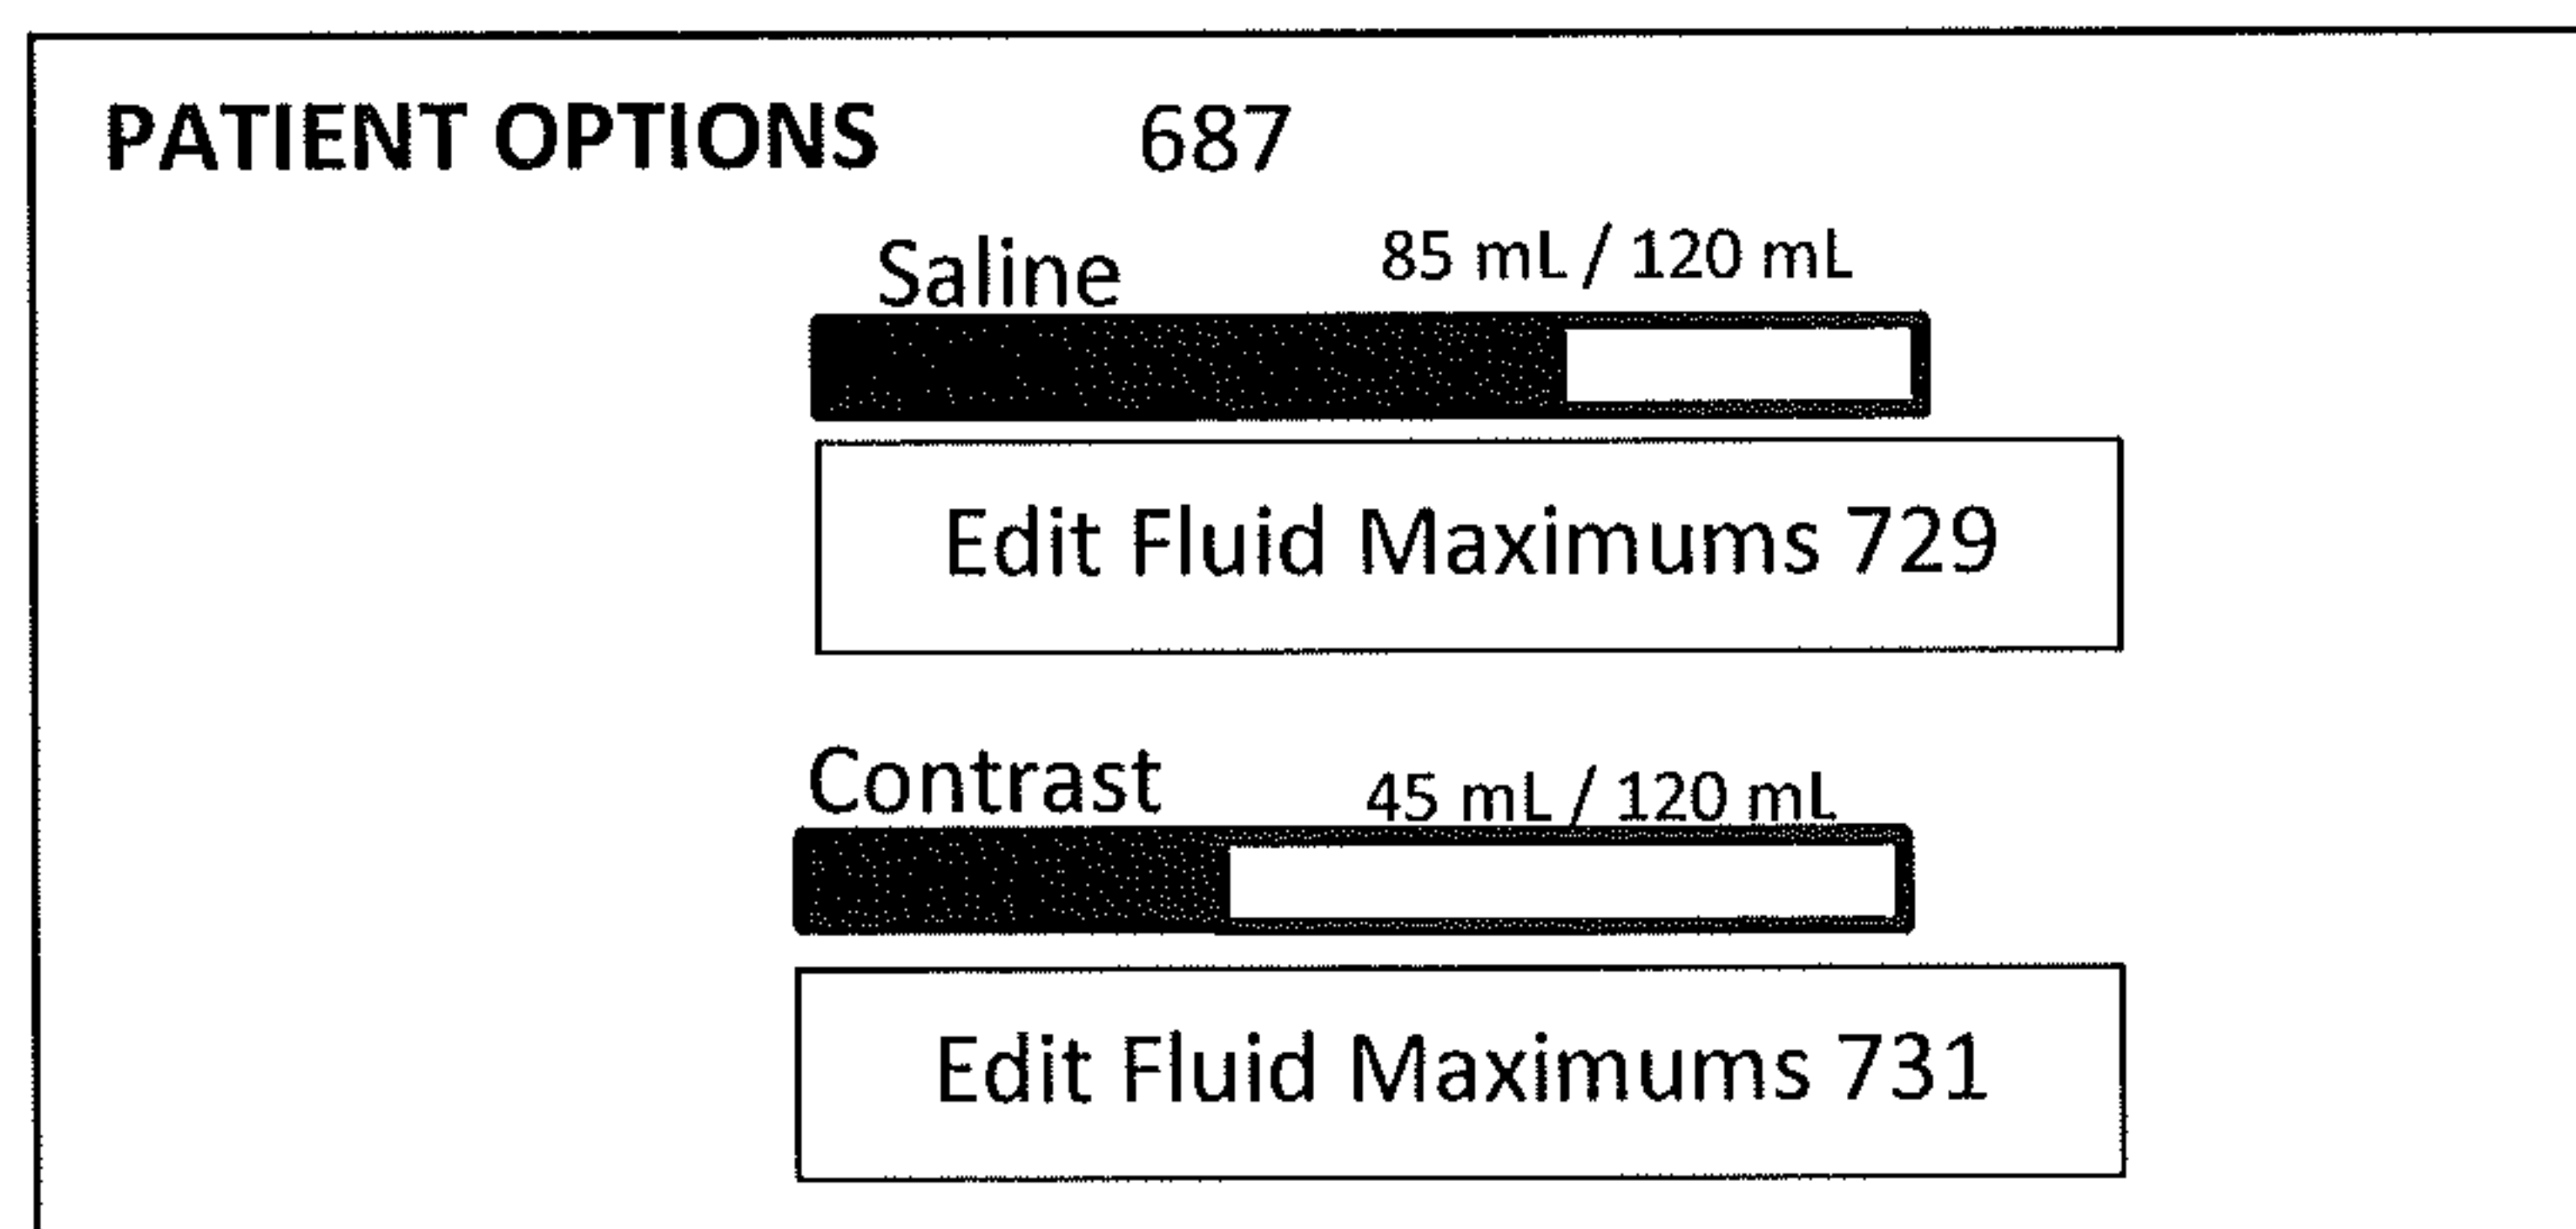 PATIENT OPTIONS 687
Saline 85 mL / 120 mL
Edit Fluid Maximums 729
Contrast 45 mL / 120 mL
Edit Fluid Maximums 731